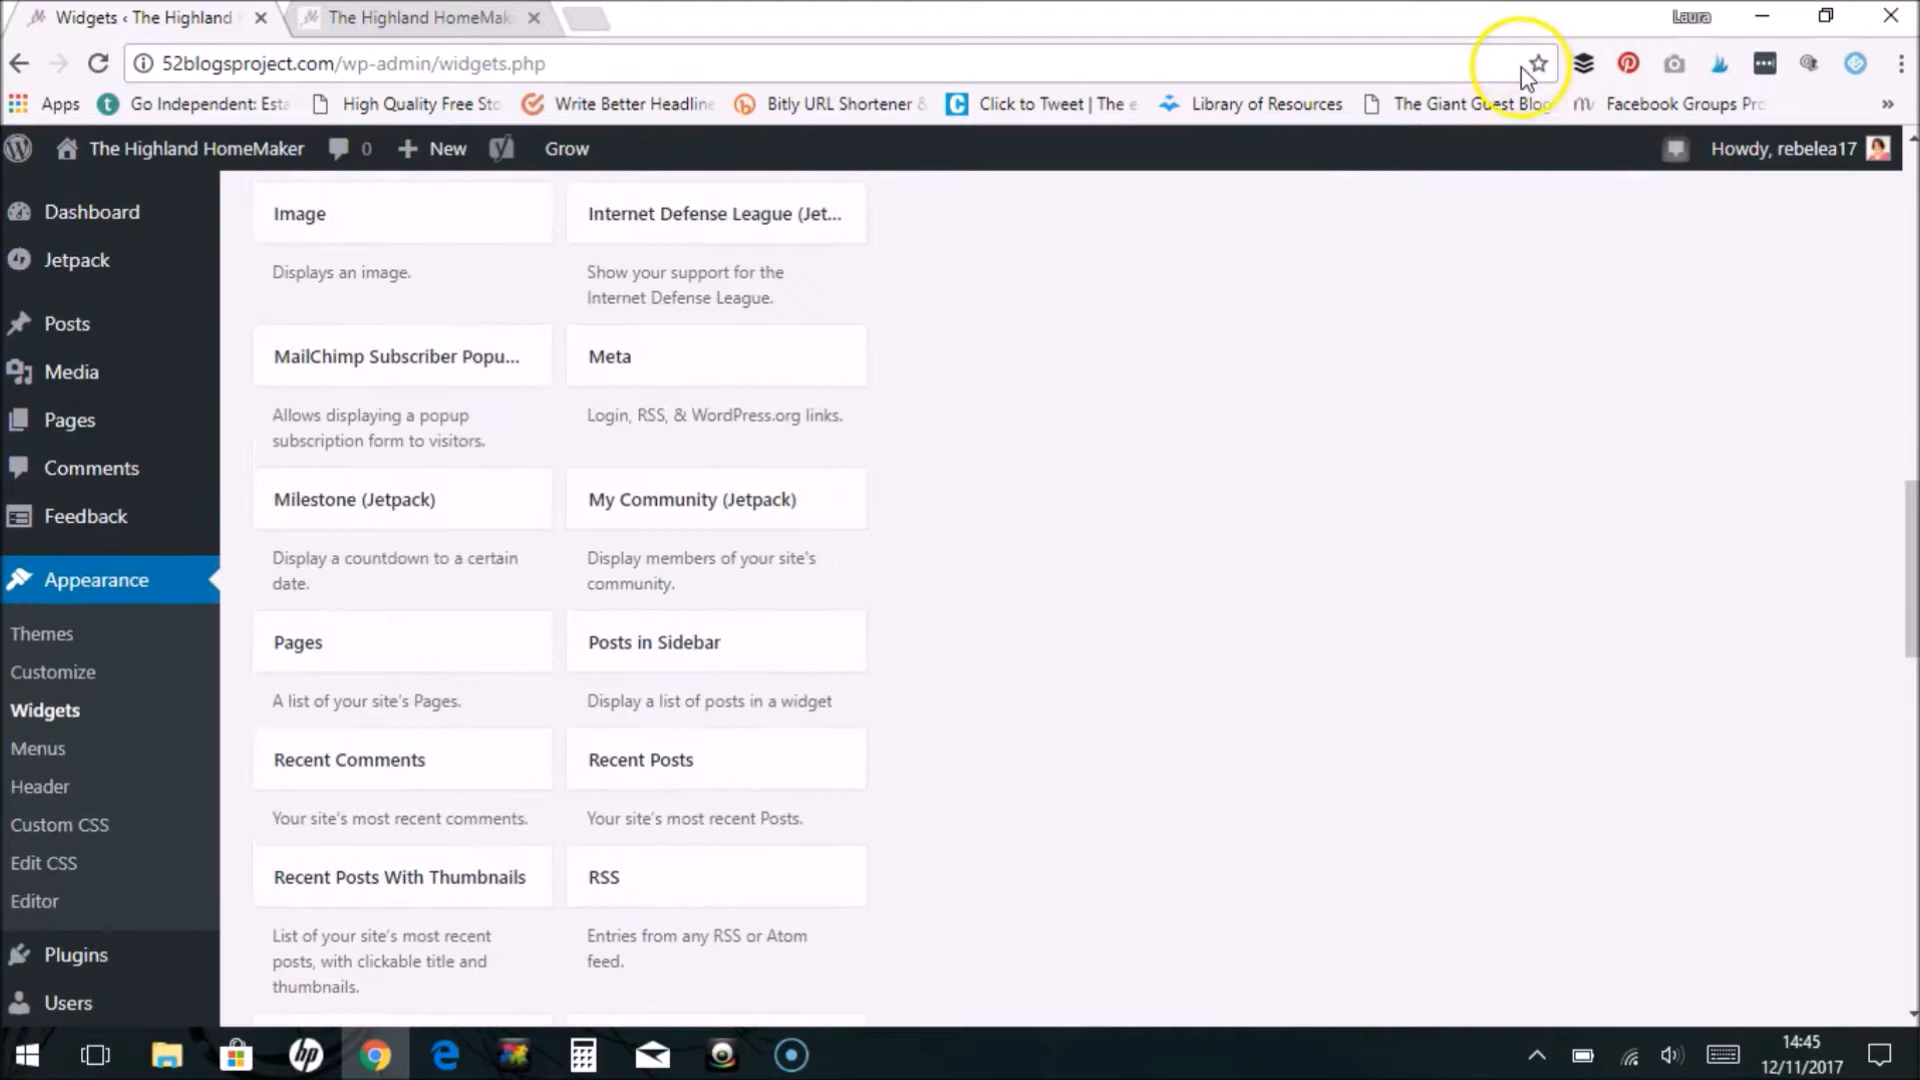 Widgets ‹ The Highland
The Highland HomeMak
Laura
52blogsproject.com/wp-admin/widgets.php
Apps
Go Independent: Esta
High Quality Free Sto
Write Better Headline
Bitly URL Shortener &
Click to Tweet | The e
Library of Resources
The Giant Guest Blog
Facebook Groups Pro
»
The Highland HomeMaker
0
New
Grow
Howdy, rebelea17
Dashboard
Jetpack
Posts
Media
Pages
Comments
Feedback
Appearance
Themes
Customize
Widgets
Menus
Header
Custom CSS
Edit CSS
Editor
Plugins
Users
Image
Displays an image.
Internet Defense League (Jet...
Show your support for the
Internet Defense League.
MailChimp Subscriber Popu...
Allows displaying a popup
subscription form to visitors.
Meta
Login, RSS, & WordPress.org links.
Milestone (Jetpack)
Display a countdown to a certain
date.
My Community (Jetpack)
Display members of your site's
community.
Pages
A list of your site's Pages.
Posts in Sidebar
Display a list of posts in a widget
Recent Comments
Your site's most recent comments.
Recent Posts
Your site's most recent Posts.
Recent Posts With Thumbnails
List of your site's most recent
posts, with clickable title and
thumbnails.
RSS
Entries from any RSS or Atom
feed.
hp
14:45
12/11/2017